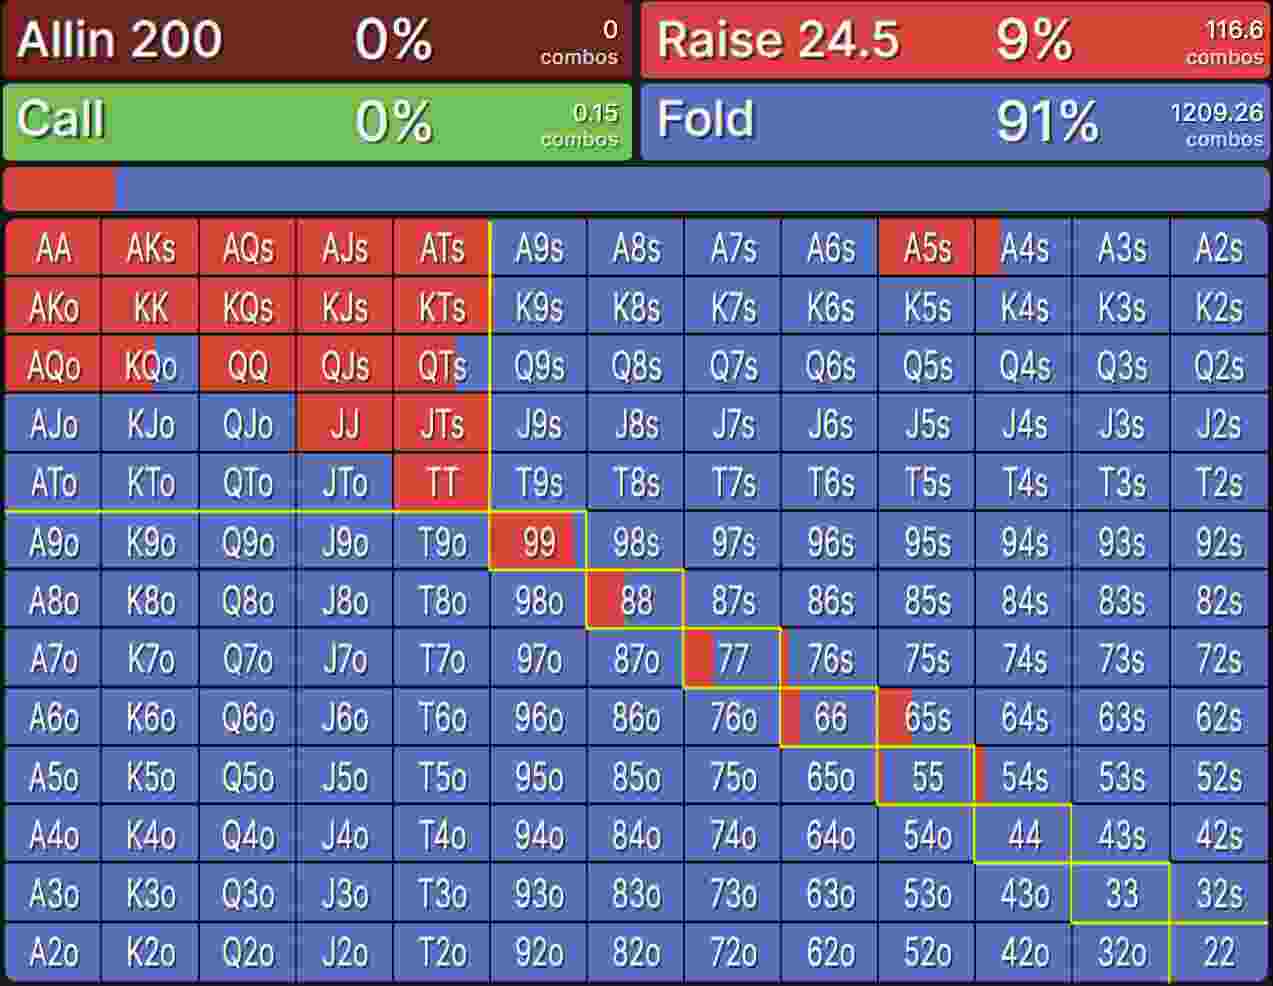 Allin 200 0% 0 combos Raise 24.5 9% 116.6 combos
Call 0% 0.15 combos Fold 91% 1209.26 combos
AA AKs AQs AJs ATs A9s A8s A7s A6s A5s A4s A3s A2s
AKo KK KQs KJs KTs K9s K8s K7s K6s K5s K4s K3s K2s
AQo KQo QQ QJs QTs Q9s Q8s Q7s Q6s Q5s Q4s Q3s Q2s
AJo KJo QJo JJ JTs J9s J8s J7s J6s J5s J4s J3s J2s
ATo KTo QTo JTo TT T9s T8s T7s T6s T5s T4s T3s T2s
A9o K9o Q9o J9o T9o 99 98s 97s 96s 95s 94s 93s 92s
A8o K8o Q8o J8o T8o 98o 88 87s 86s 85s 84s 83s 82s
A7o K7o Q7o J7o T7o 97o 87o 77 76s 75s 74s 73s 72s
A6o K6o Q6o J6o T6o 96o 86o 76o 66 65s 64s 63s 62s
A5o K5o Q5o J5o T5o 95o 85o 75o 65o 55 54s 53s 52s
A4o K4o Q4o J4o T4o 94o 84o 74o 64o 54o 44 43s 42s
A3o K3o Q3o J3o T3o 93o 83o 73o 63o 53o 43o 33 32s
A2o K2o Q2o J2o T2o 92o 82o 72o 62o 52o 42o 32o 22